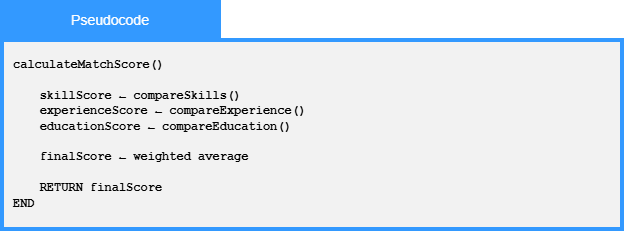 Pseudocode
calculateMatchScore()
skillScore ← compareSkills()
experienceScore ← compareExperience()
educationScore ← compareEducation()
finalScore ← weighted average
RETURN finalScore
END